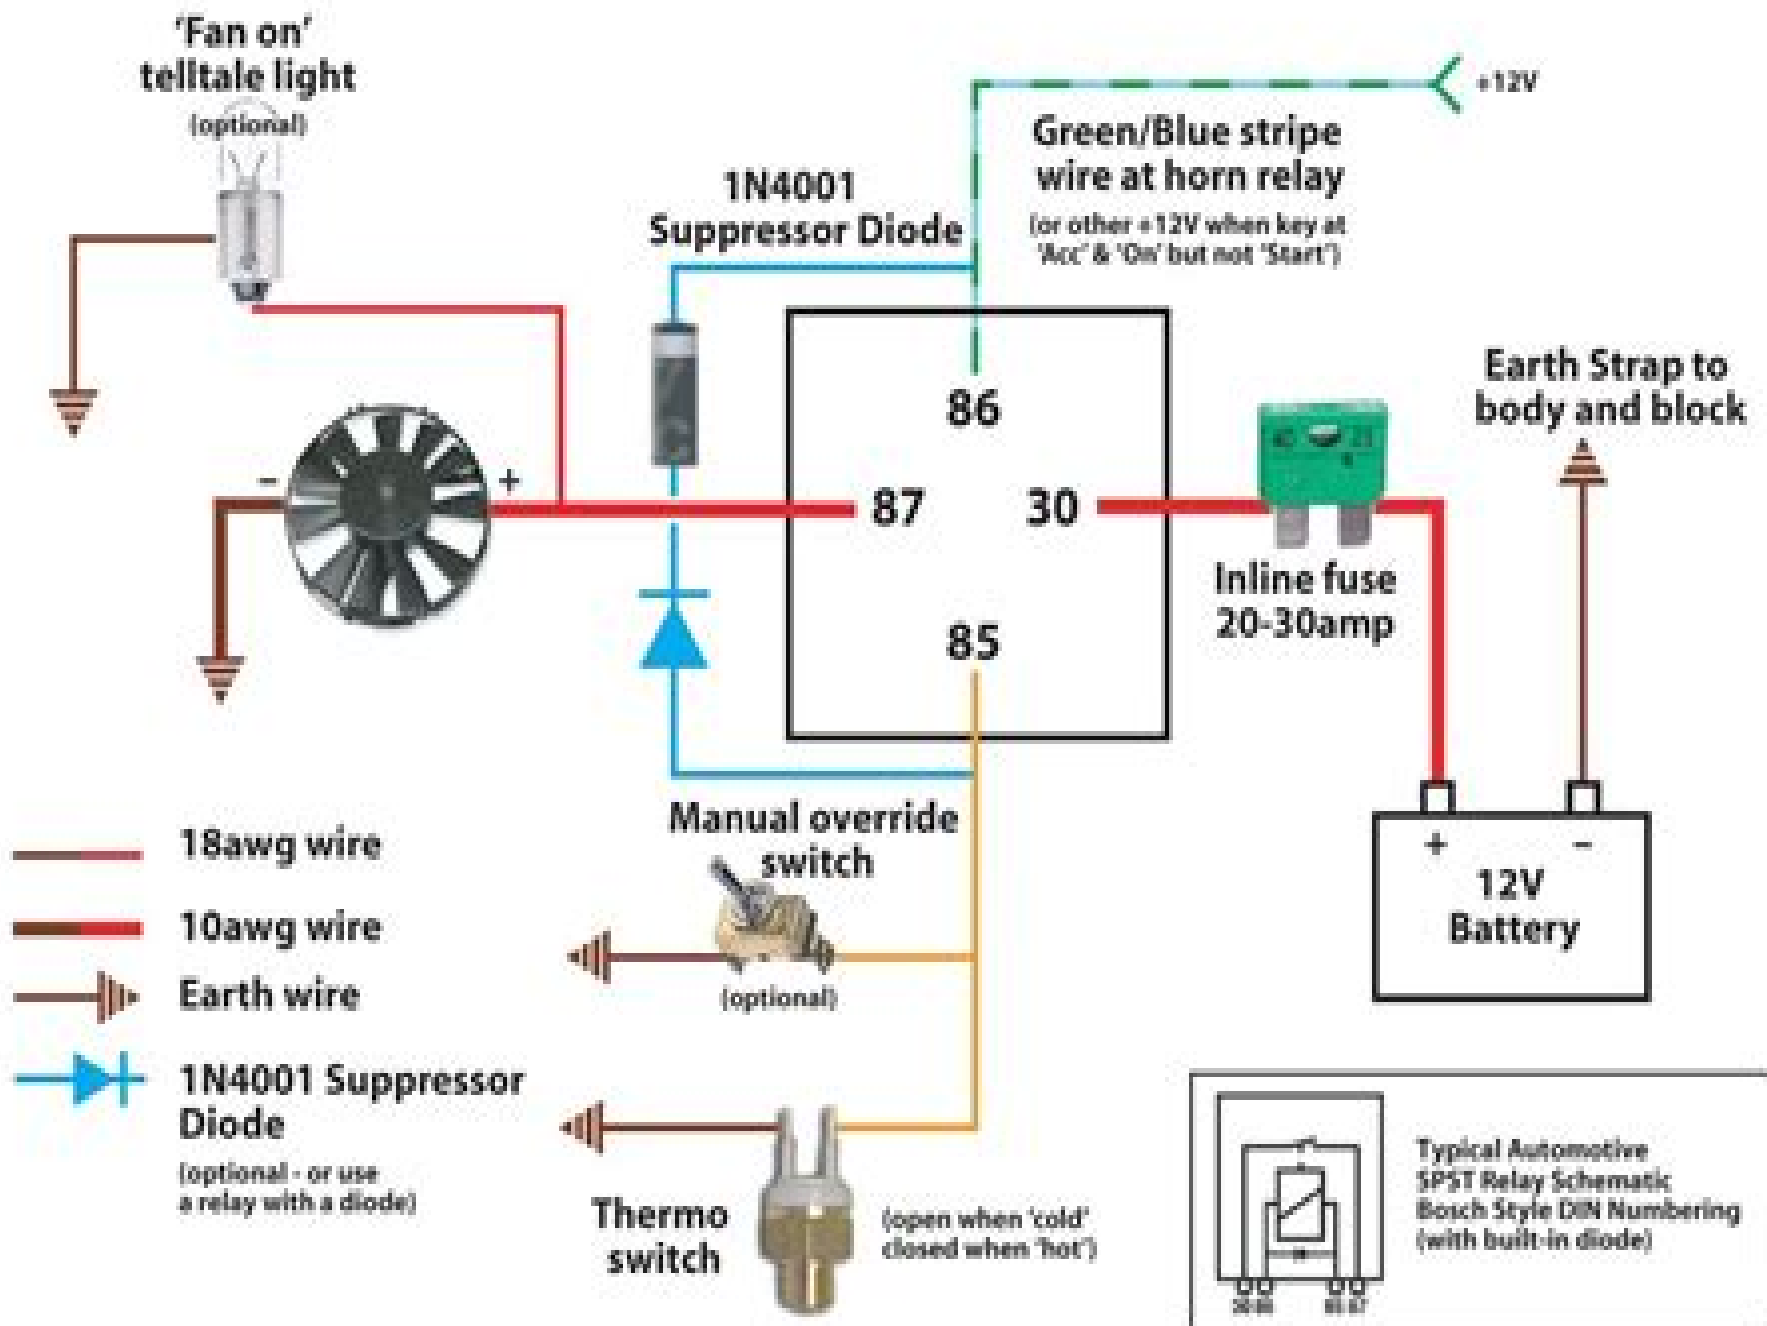 'Fan on'
telltale light
(optional)
+12V
Green/Blue stripe
wire at horn relay
(or other +12V when key at
'Acc' & 'On' but not 'Start')
1N4001
Suppressor Diode
86
87
30
85
- +
Inline fuse
20-30amp
Earth Strap to
body and block
+ -
12V
Battery
Manual override
switch
(optional)
18awg wire
10awg wire
Earth wire
1N4001 Suppressor
Diode
(optional - or use
a relay with a diode)
Thermo
switch
(open when 'cold'
closed when 'hot')
Typical Automotive
SPST Relay Schematic
Bosch Style DIN Numbering
(with built-in diode)